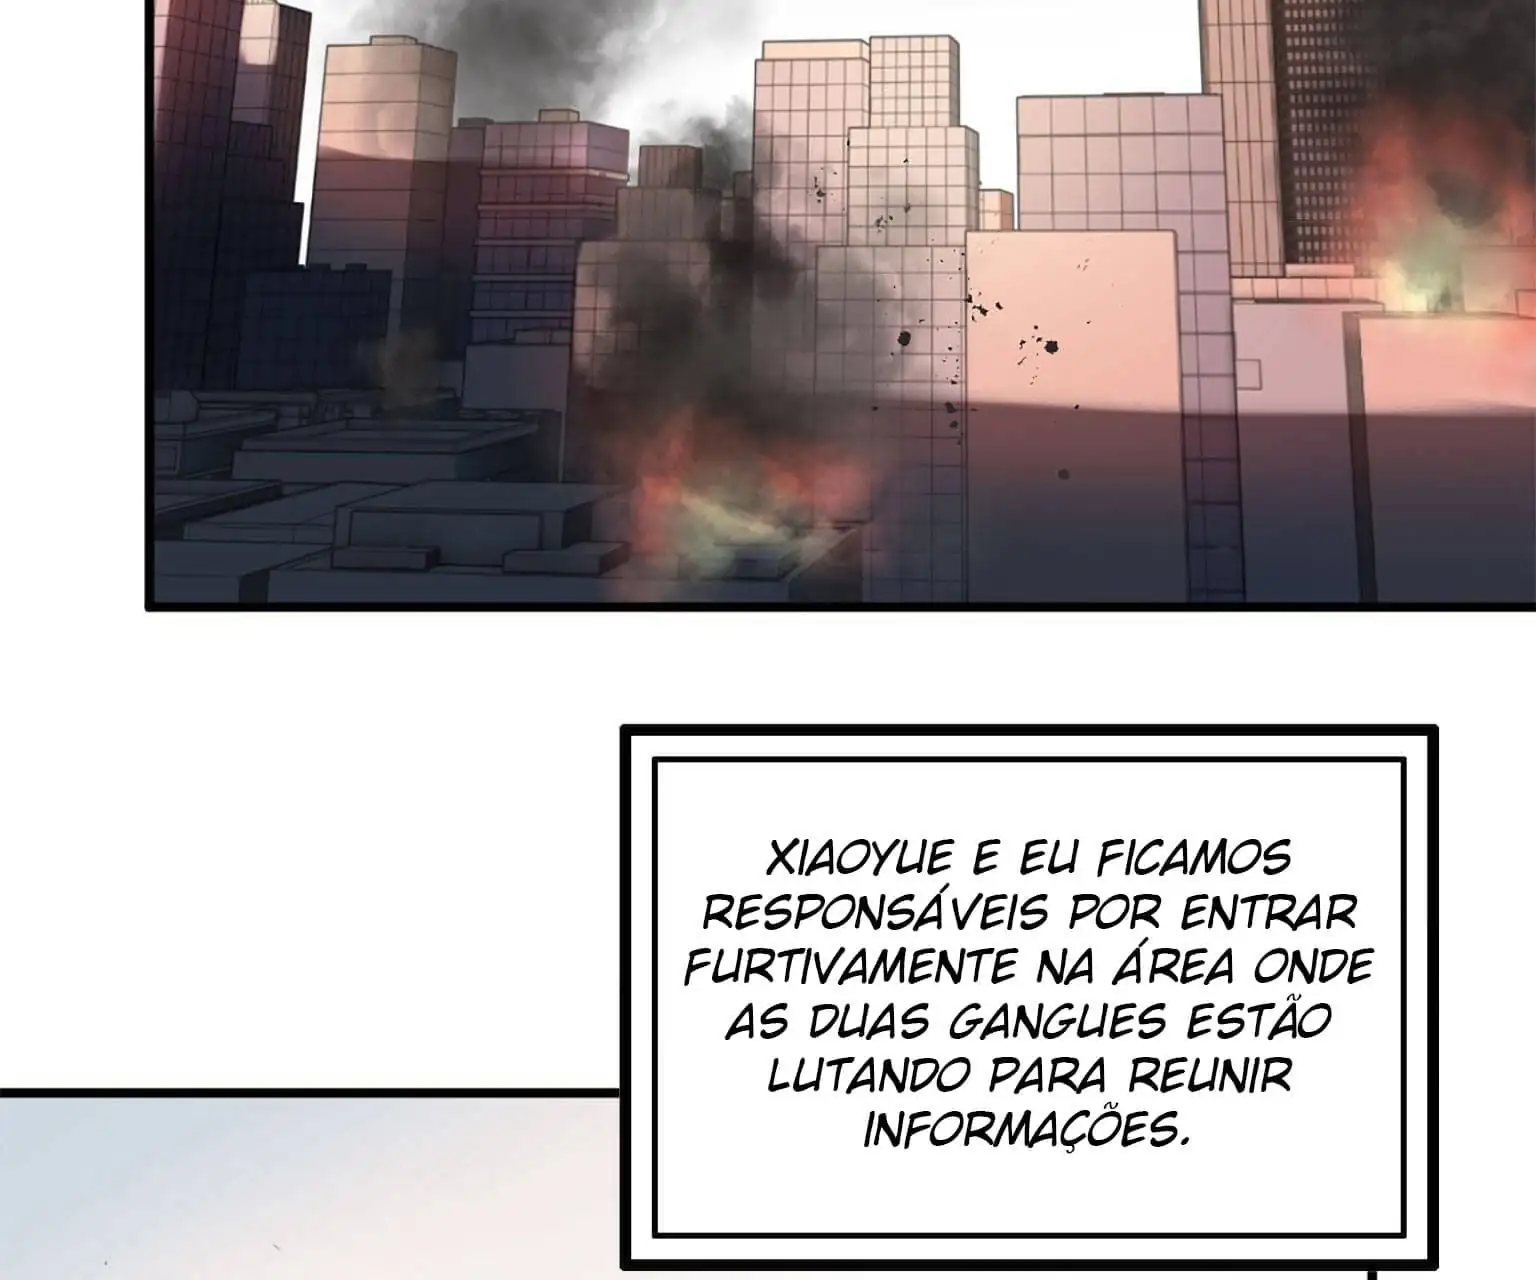 XIAOYUE E EU FICAMOS
RESPONSÁVEIS POR ENTRAR
FURTIVAMENTE NA ÁREA ONDE
AS DUAS GANGUES ESTÃO
LUTANDO PARA REUNIR
INFORMAÇÕES.